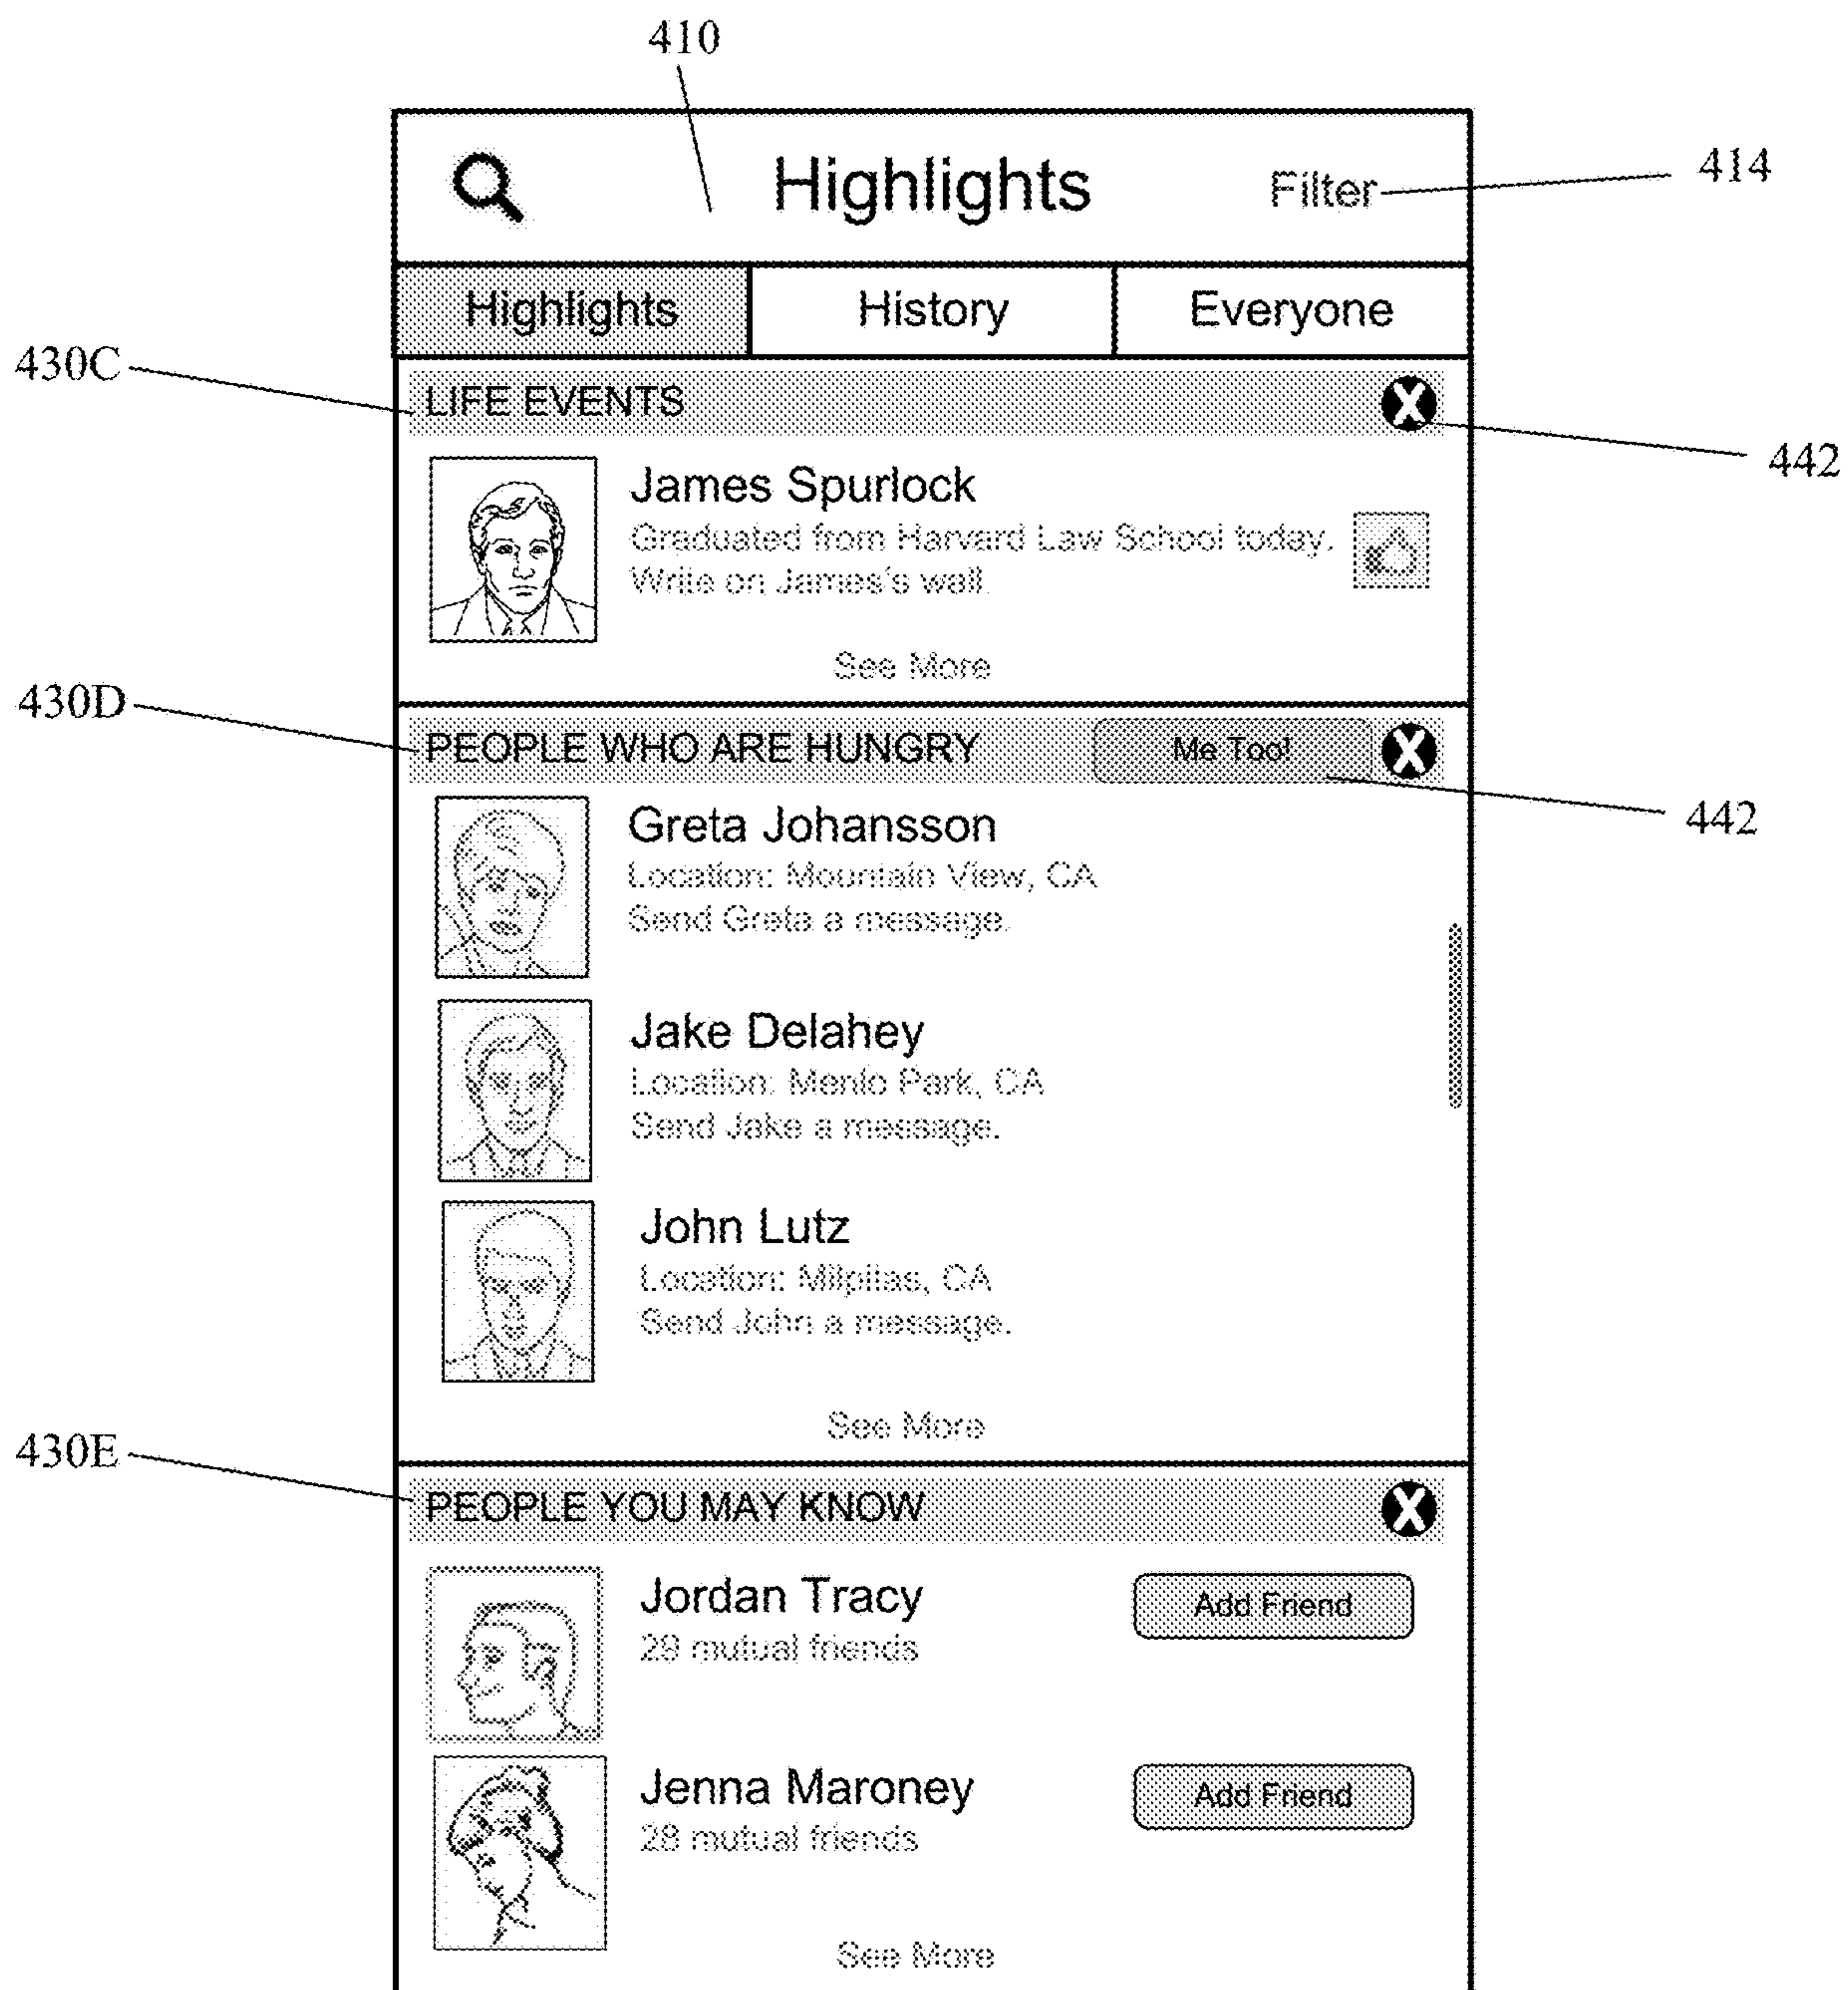 410
Highlights
Filter
414
Highlights
History
Everyone
430C
LIFE EVENTS
X
442
James Spurlock
Graduated from Harvard Law School today.
Write on James's wall.
See More
430D
PEOPLE WHO ARE HUNGRY
Me Too!
X
442
Greta Johansson
Location: Mountain View, CA
Send Greta a message.
Jake Delahey
Location: Menlo Park, CA
Send Jake a message.
John Lutz
Location: Milpitas, CA
Send John a message.
See More
430E
PEOPLE YOU MAY KNOW
X
Jordan Tracy
Add Friend
29 mutual friends
Jenna Maroney
Add Friend
28 mutual friends
See More